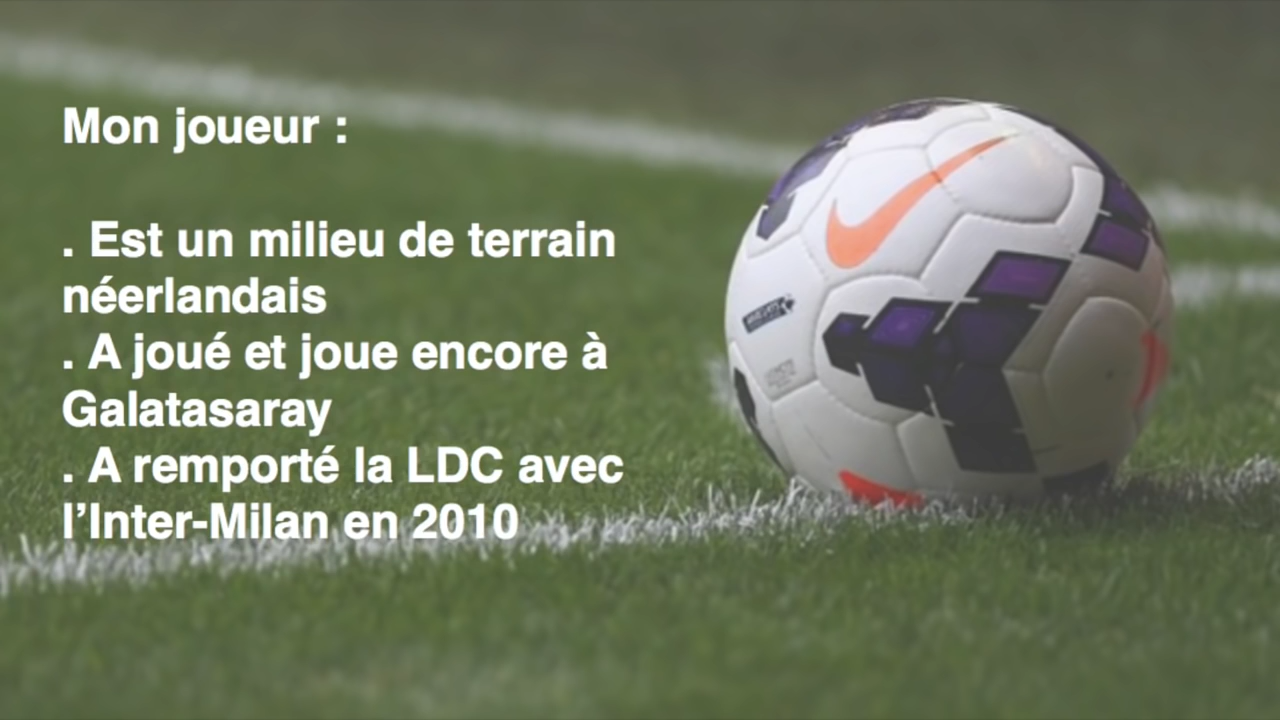 Mon joueur :
. Est un milieu de terrain
néerlandais
. A joué et joue encore à
Galatasaray
. A remporté la LDC avec
l’Inter-Milan en 2010